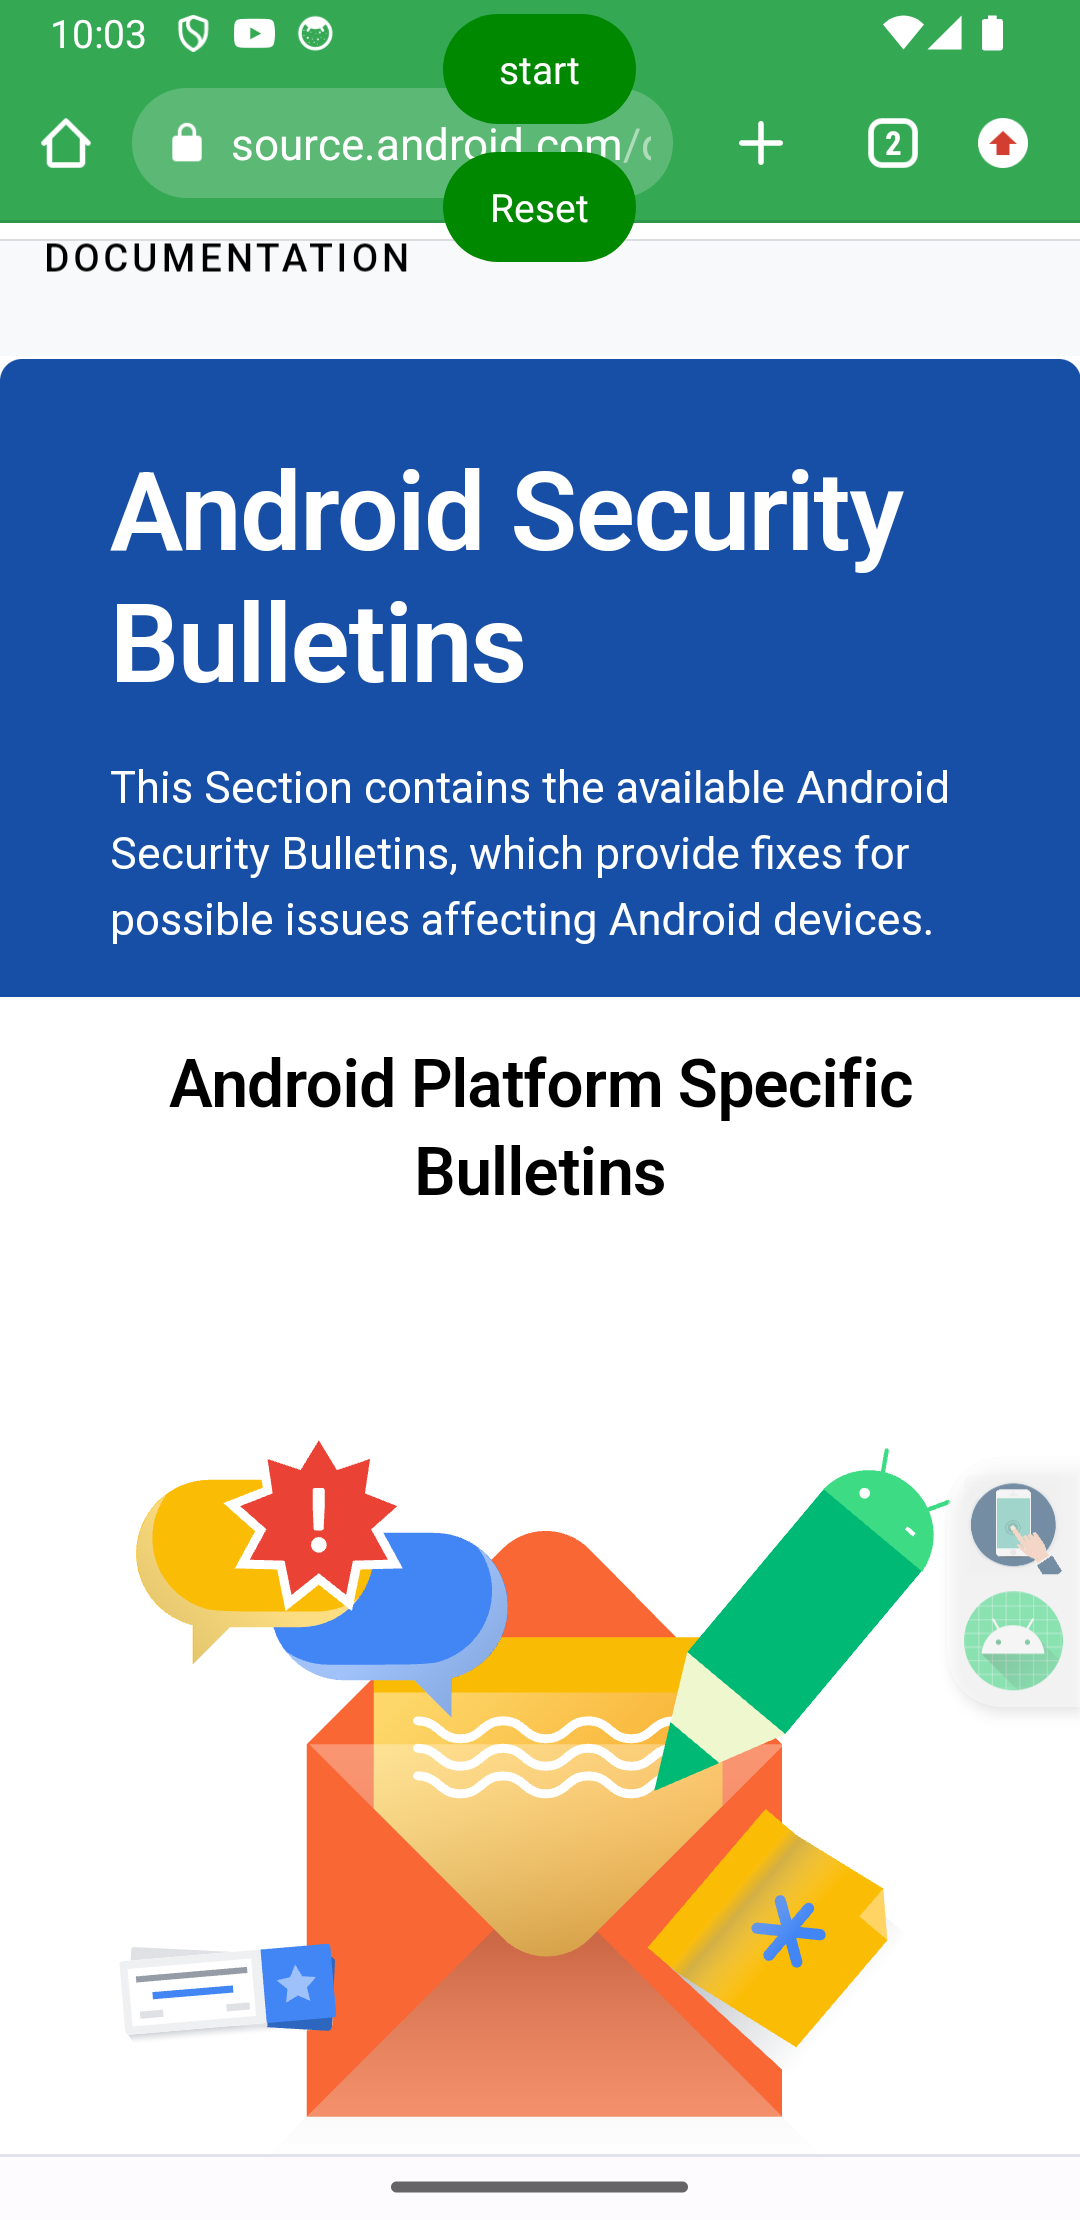 10:03
start
source.android.com/
2
Reset
DOCUMENTATION
Android Security
Bulletins
This Section contains the available Android
Security Bulletins, which provide fixes for
possible issues affecting Android devices.
Android Platform Specific
Bulletins
!